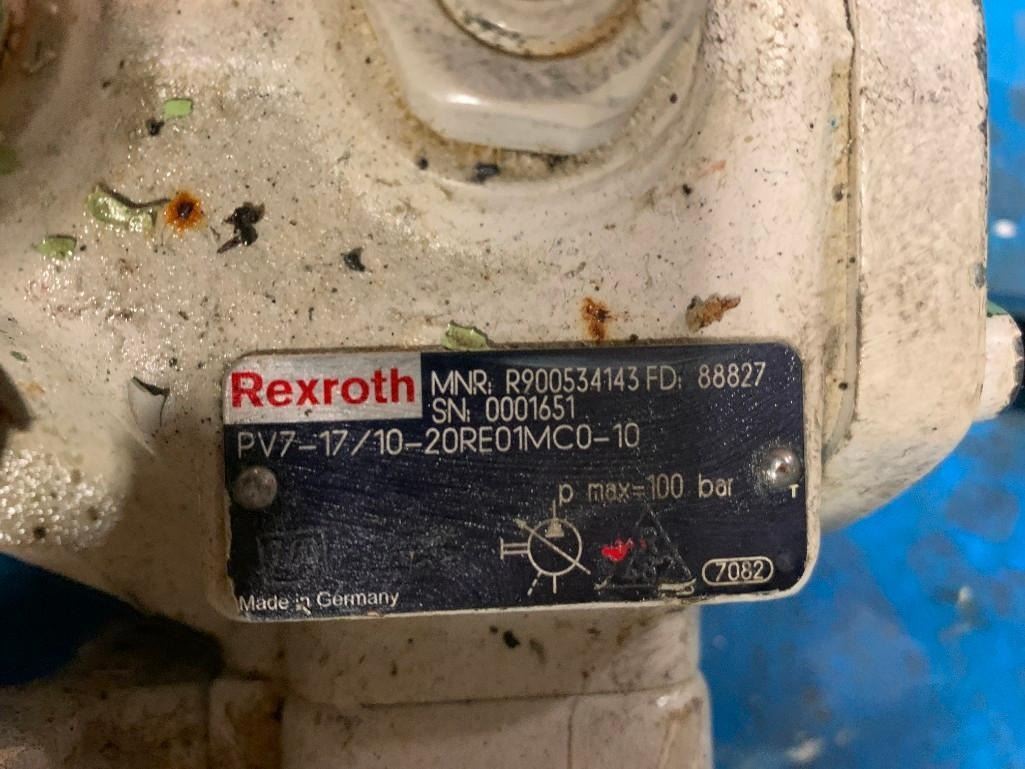 Rexroth
MNR: R900534143 FD: 88827
SN: 0001651
PV7-17/10-20RE01MC0-10
p max=100 bar
T
7082
Made in Germany